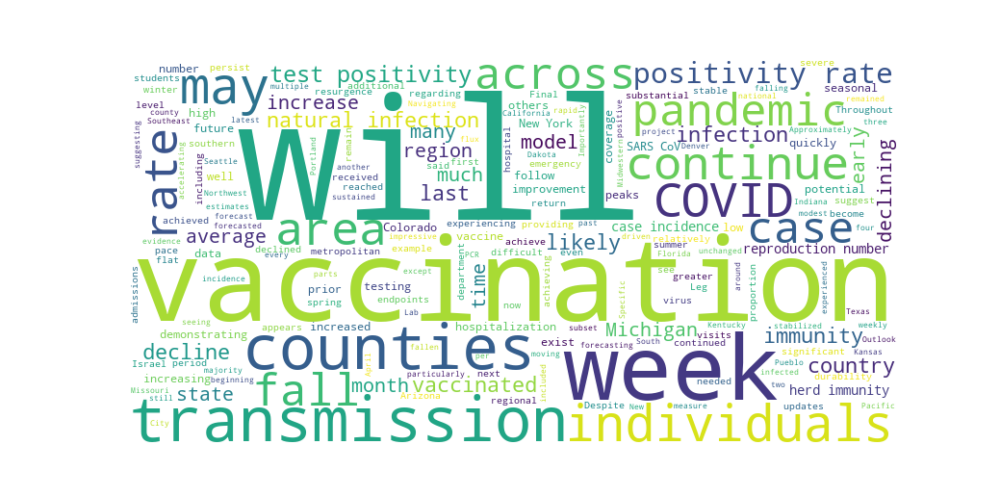 number persist
students
winter
multiple
test positivity
resurgence
additional
across
positivity rate
severe
seasonal
may
increase
regarding
Final
others
California
national
substantial
stable
falling
remained
Throughout
level
county
Southeast
latest
high
natural infection
Navigating
impressive
rapid
New York
Importantly
coverage
positive
pandemic
three
Approximately
suggesting
accelerating
rate
future
southern
Portland
remain
many
region
said
plus
model
hospital
project
infection
Denver
early
quickly
declining
including
Seattle
well
will
another
received
reached
much
first
Dakota
emergency
SARS CoV
Midwestern
continue
potential
suggest
Northwest
estimates
sustained
last
follow
improvement
return
peaks
COVID
Indiana
modest
become
achieved
forecast
forecasted
evidence
pace
flat
average
data
declined
every
area
Colorado
metropolitan
experiencing
providing
past
vaccine
achieve
example
difficult
even
likely
case incidence
driven
relatively
low
case
four
reproduction number
summer
Florida
unchanged
admissions
incidence
vaccination
parts
except
PCR
department
achieving
time
see
greater
Leg
around
proportion
experienced
prior
testing
spring
endpoints
now
Specific
virus
Texas
demonstrating
appears
increased
Lab
hospitalization
subset
Michigan
Kentucky
visits
stabilized
weekly
immunity
Outlook
decline
Israel
period
seeing
counties
exist
forecasting
South
continued
significant
Pueblo
Kansas
country
increasing
majority
beginning
fallen
per
moving
week
infected
durability
Missouri
still
state
fall
April
month
Arizona
vaccinated
particularly
next
regional
included
needed
two
herd immunity
City
transmission
individuals
Despite
New
measure
updates
Pacific